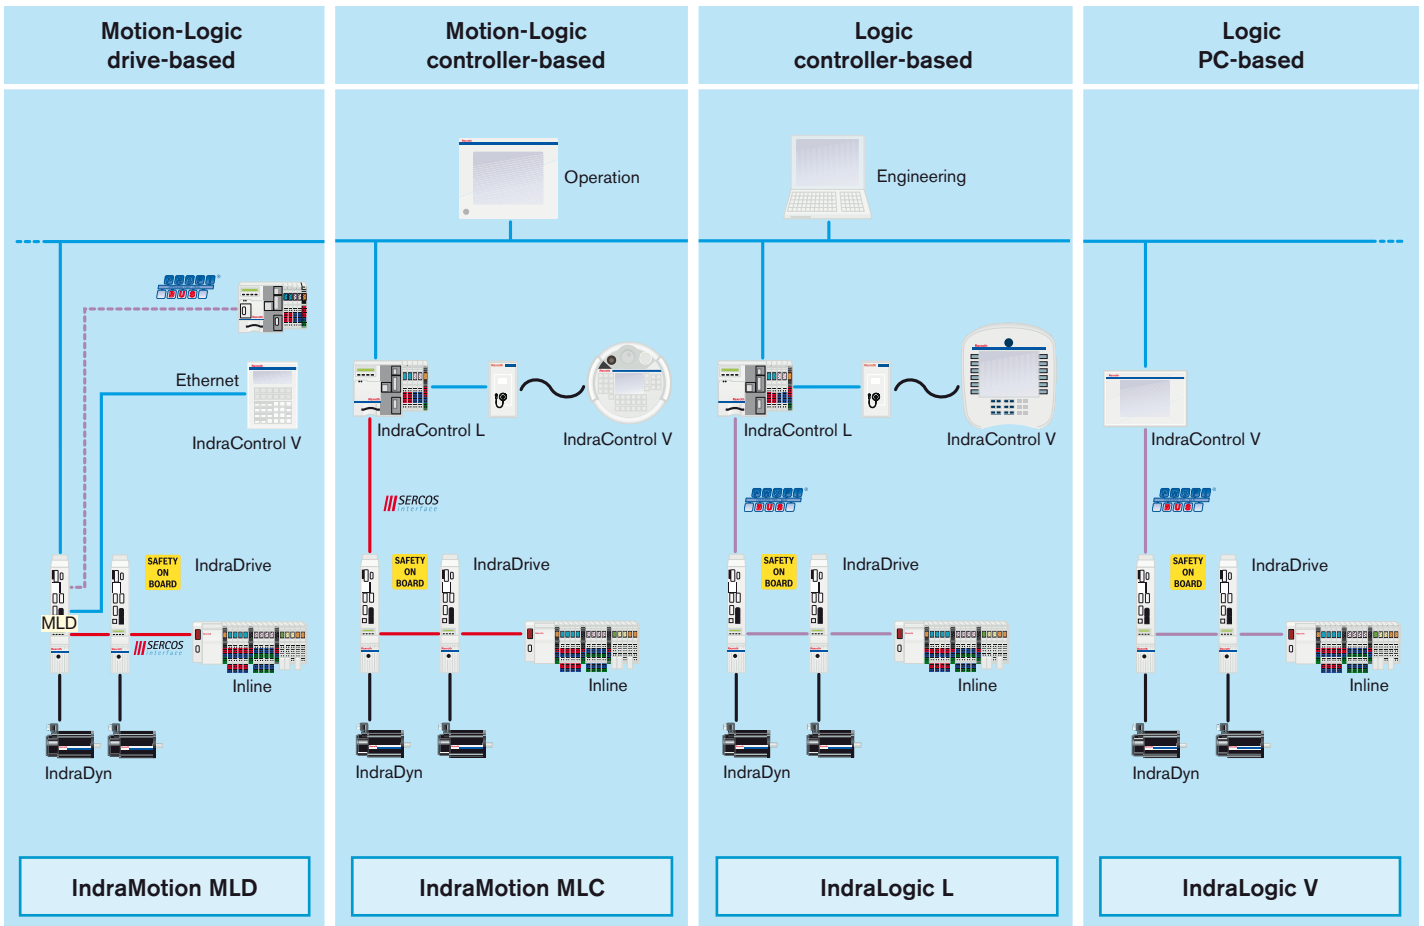 Motion-Logic
drive-based
Motion-Logic
controller-based
Logic
controller-based
Logic
PC-based
Operation
Engineering
Ethernet
IndraControl V
IndraControl L
IndraControl V
IndraControl L
IndraControl V
IndraControl V
SERCOS
interface
SAFETY
ON
BOARD
IndraDrive
SAFETY
ON
BOARD
IndraDrive
SAFETY
ON
BOARD
IndraDrive
SAFETY
ON
BOARD
IndraDrive
MLD
SERCOS
interface
Inline
Inline
Inline
Inline
IndraDyn
IndraDyn
IndraDyn
IndraDyn
IndraMotion MLD
IndraMotion MLC
IndraLogic L
IndraLogic V